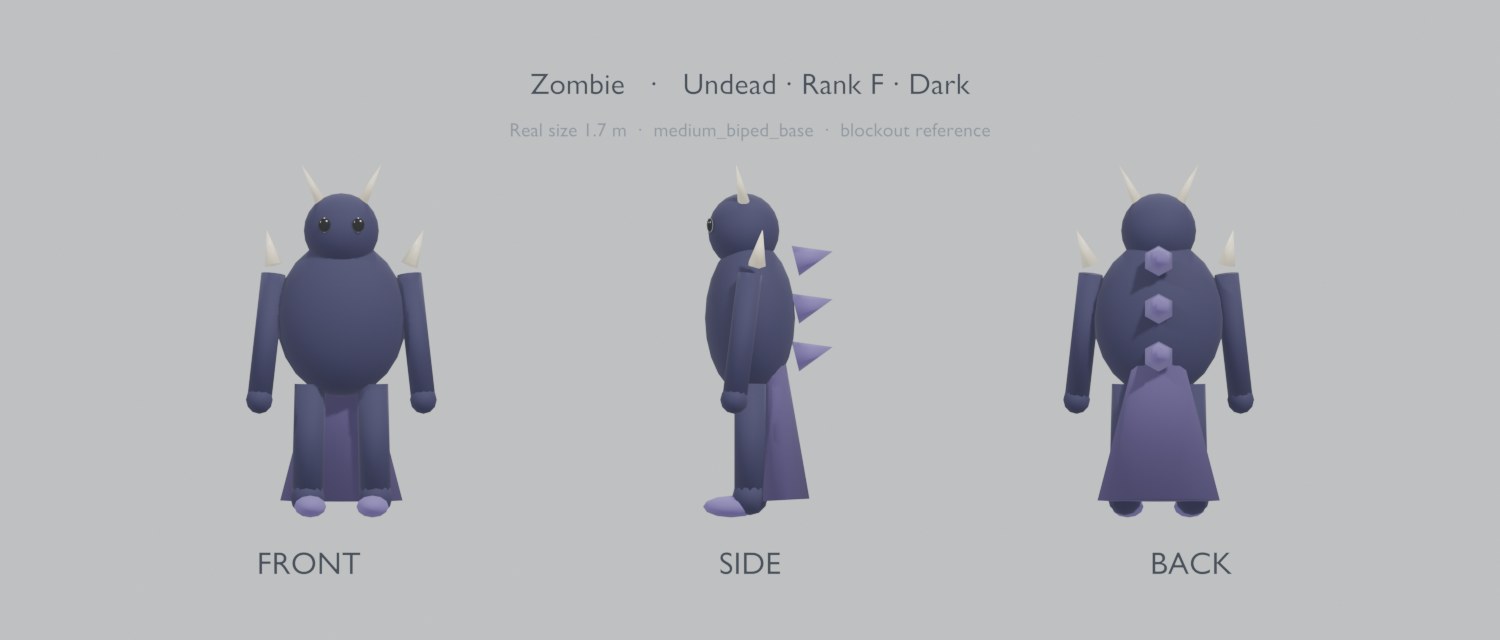 Zombie · Undead · Rank F · Dark
Real size 1.7 m · medium_biped_base · blockout reference
FRONT SIDE BACK